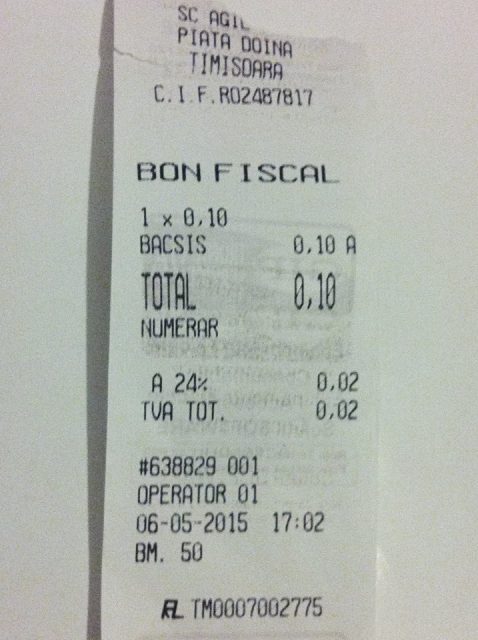 SC AGIL
PIATA DOINA
TIMISOARA
C.I.F.RO2487817
BON FISCAL
1 x 0,10
BACSIS 0,10 A
TOTAL 0,10
NUMERAR
A 24% 0,02
TVA TOT. 0,02
#638829 001
OPERATOR 01
06-05-2015 17:02
BM. 50
FL TM0007002775